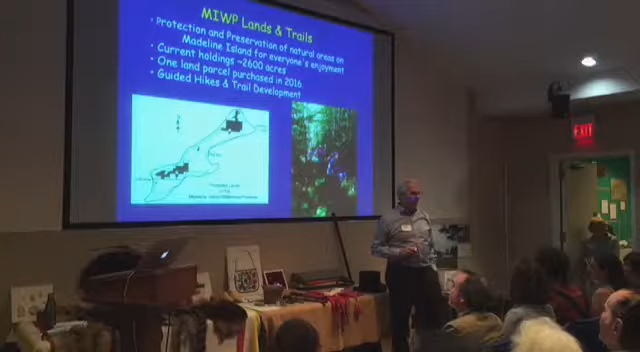 MIWP Lands & Trails
• Protection and Preservation of natural areas on
Madeline Island for everyone's enjoyment
• Current holdings ~2600 acres
• One land parcel purchased in 2016
• Guided Hikes & Trail Development
EXIT